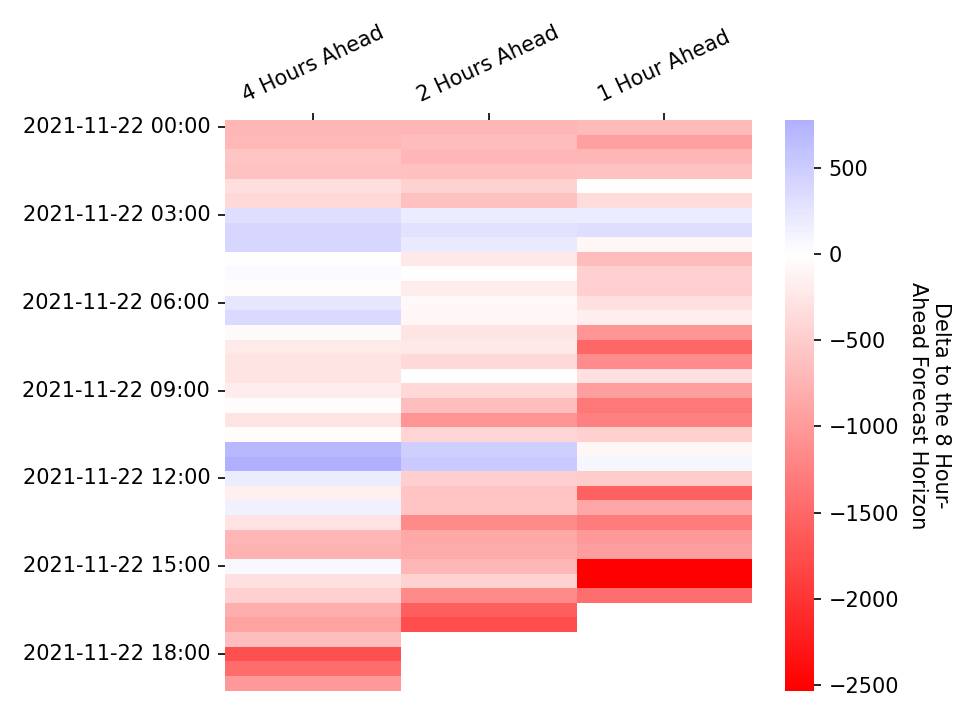 4 Hours Ahead
2 Hours Ahead
1 Hour Ahead
2021-11-22 00:00
2021-11-22 03:00
2021-11-22 06:00
2021-11-22 09:00
2021-11-22 12:00
2021-11-22 15:00
2021-11-22 18:00
500
0
−500
−1000
−1500
−2000
−2500
Delta to the 8 Hour-
Ahead Forecast Horizon